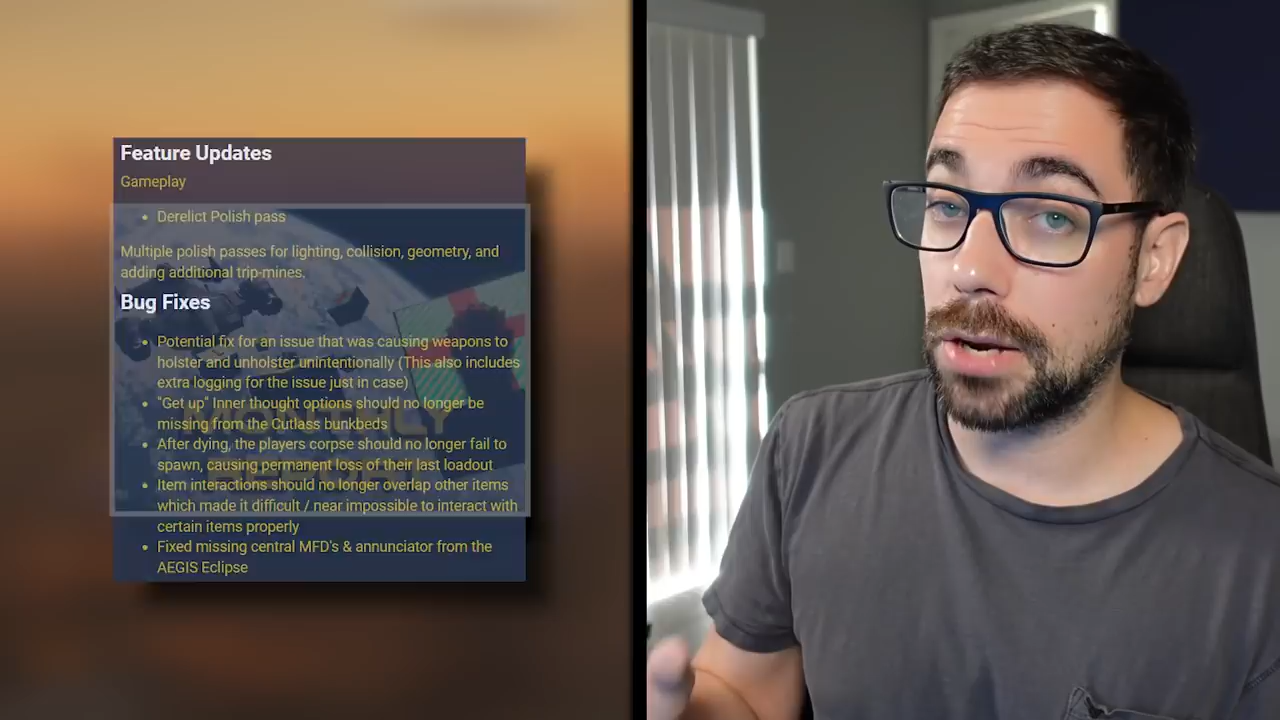 Feature Updates
Gameplay
• Derelict Polish pass
Multiple polish passes for lighting, collision, geometry, and
adding additional trip-mines.
Bug Fixes
• Potential fix for an issue that was causing weapons to
holster and unholster unintentionally (This also includes
extra logging for the issue just in case)
• "Get up" Inner thought options should no longer be
missing from the Cutlass bunkbeds
• After dying, the players corpse should no longer fail to
spawn, causing permanent loss of their last loadout
• Item interactions should no longer overlap other items
which made it difficult / near impossible to interact with
certain items properly
• Fixed missing central MFD's & annunciator from the
AEGIS Eclipse
MONTHLY